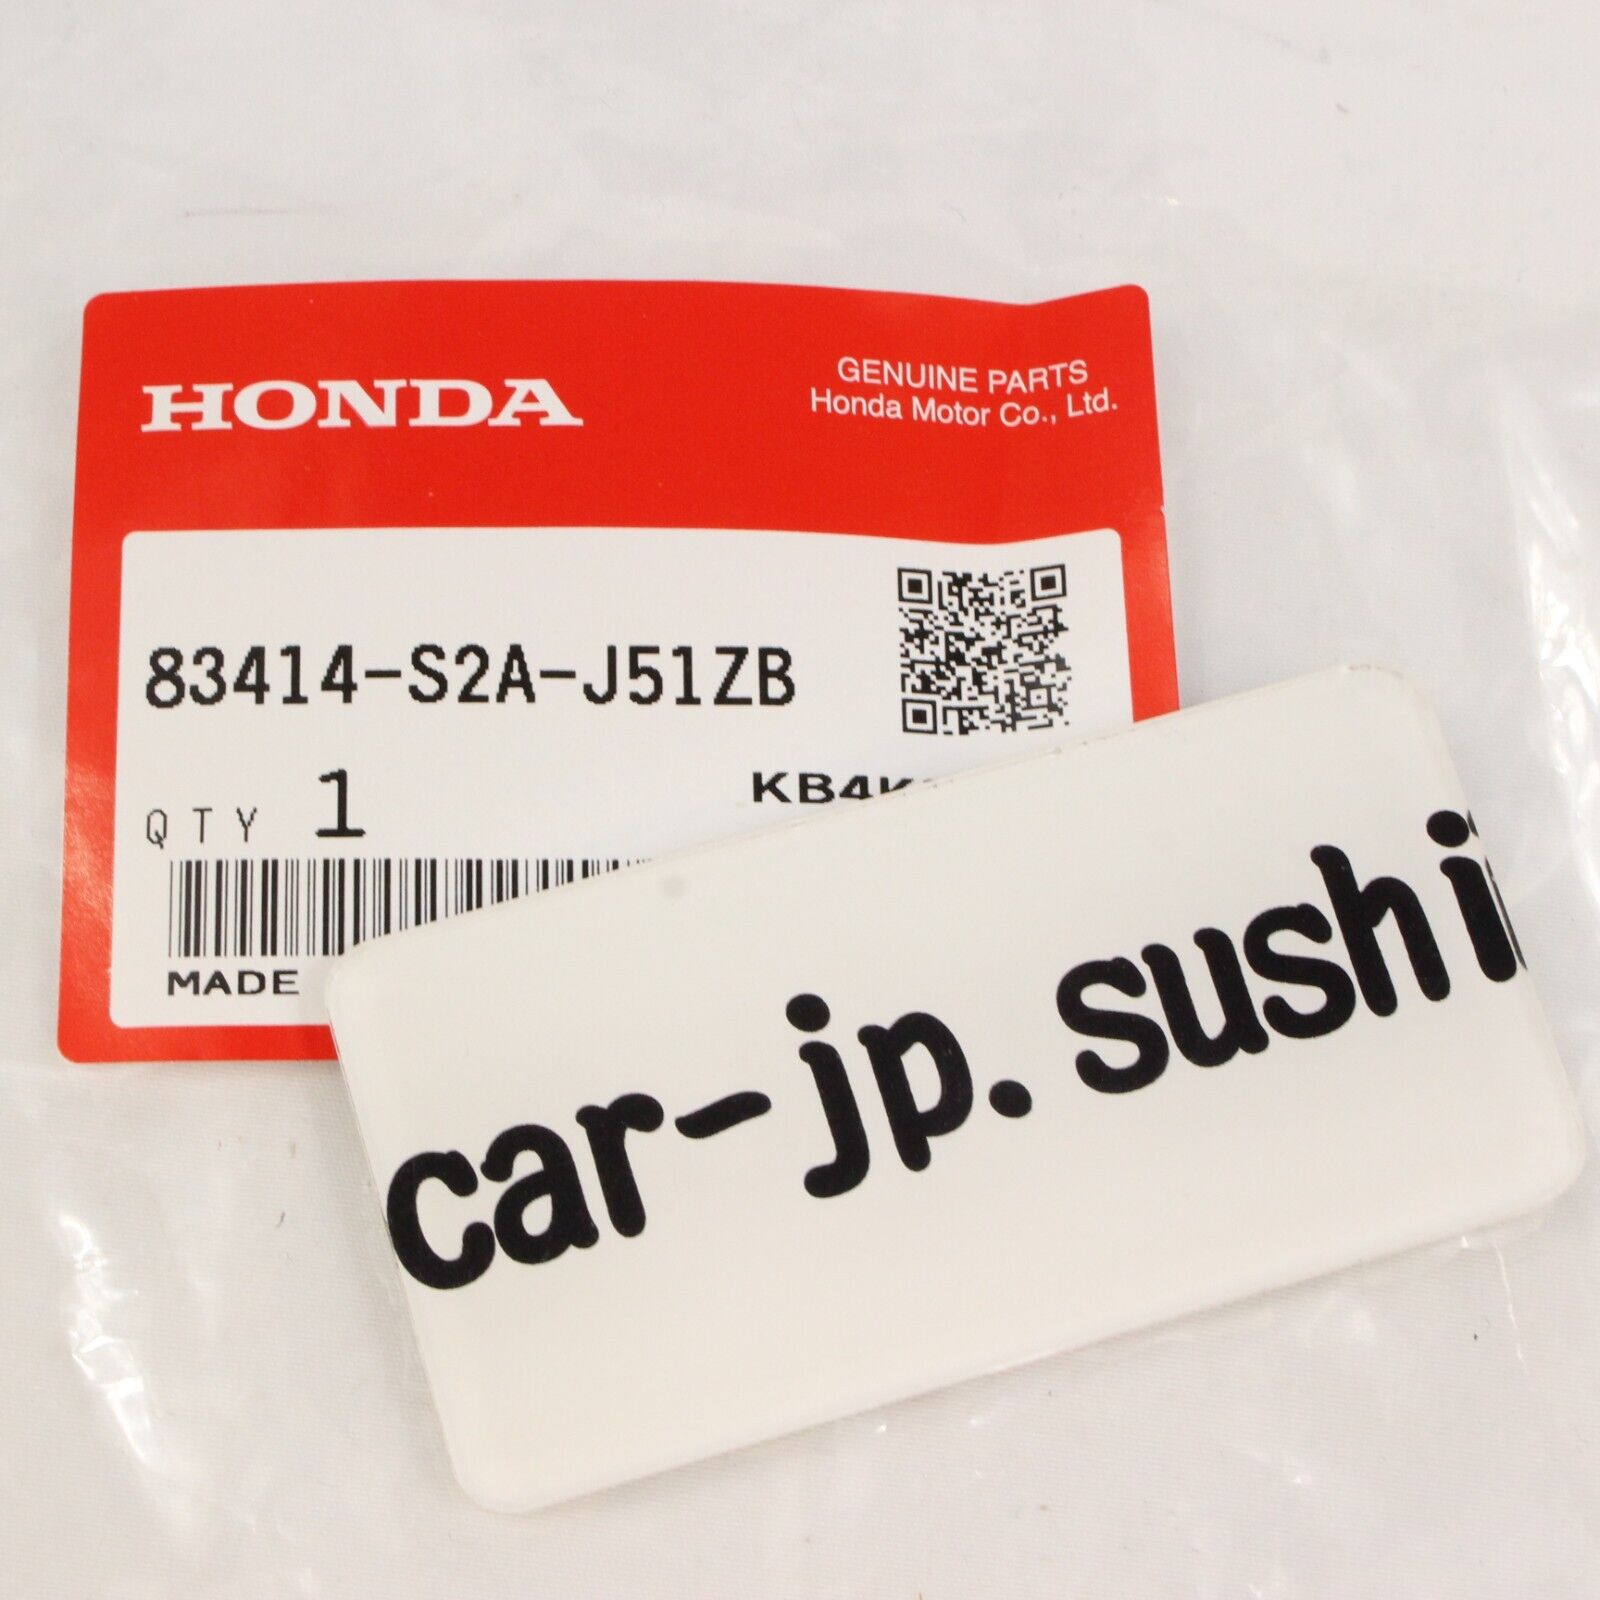 HONDA
GENUINE PARTS
Honda Motor Co., Ltd.
83414-S2A-J51ZB
QTY 1
MADE
car-jp.sushi